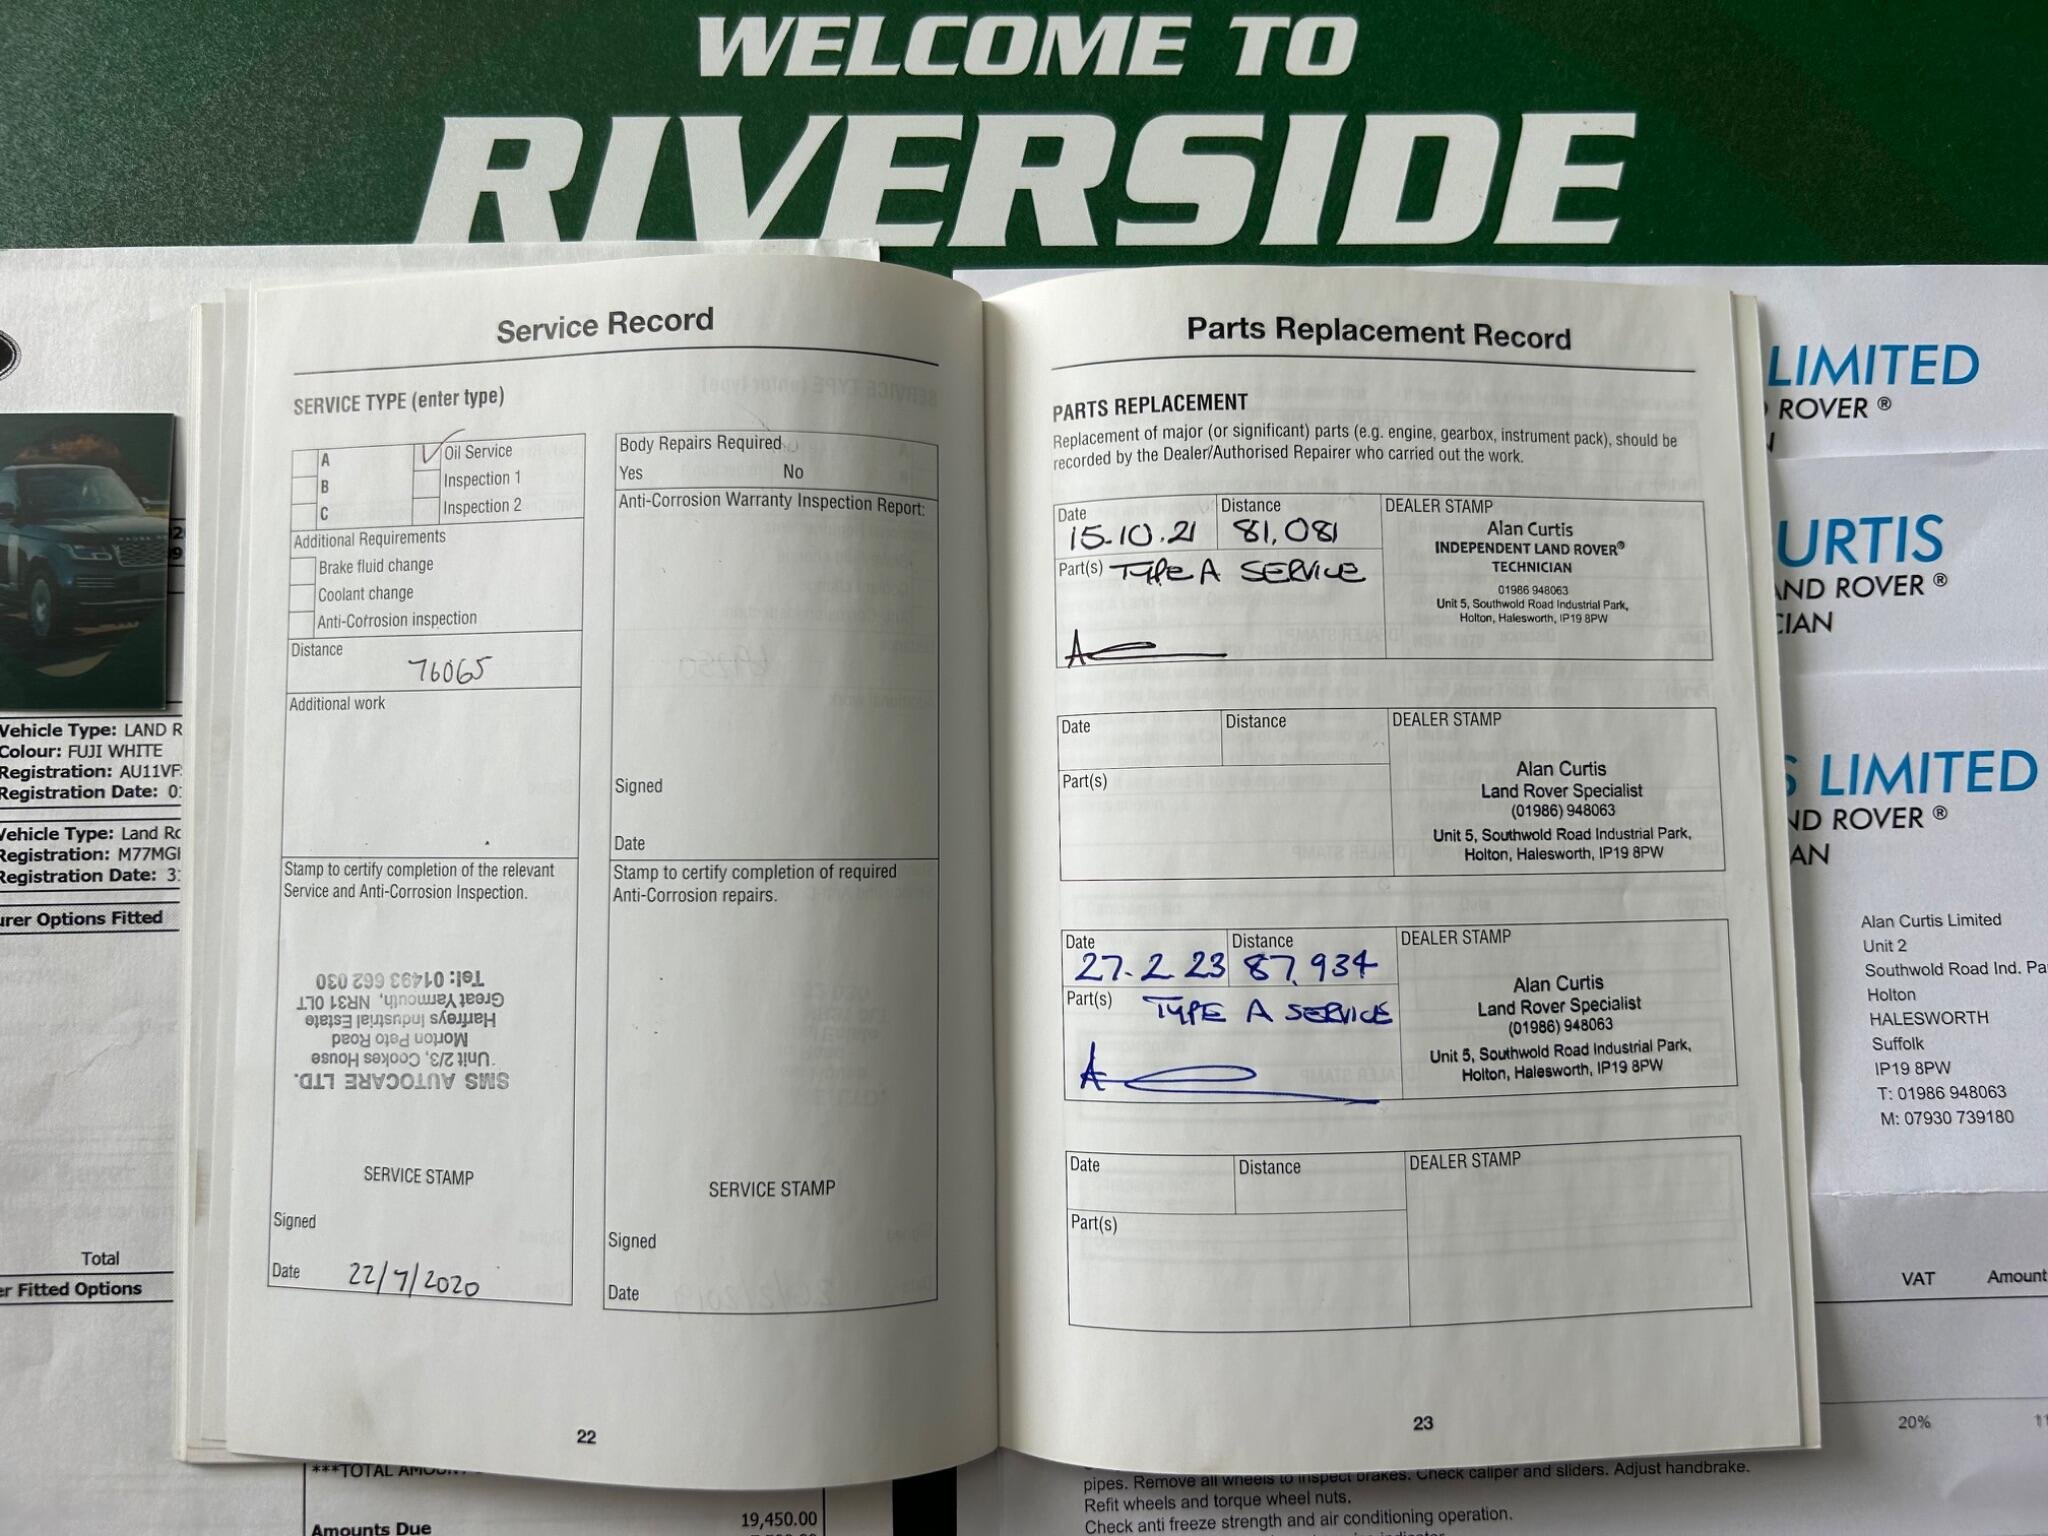 WELCOME TO
RIVERSIDE
Service Record
SERVICE TYPE (enter type)
A
B
C
Oil Service
Inspection 1
Inspection 2
Additional Requirements
Brake fluid change
Coolant change
Anti-Corrosion inspection
Distance
76065
Additional work
Stamp to certify completion of the relevant
Service and Anti-Corrosion Inspection.
SMS AUTOCARE LTD.
Unit 2/3, Cookes House
Morton Peto Road
Harfreys Industrial Estate
Great Yarmouth, NR31 0LT
Tel: 01493 662 030
SERVICE STAMP
Signed
Date 22/7/2020
Body Repairs Required
Yes No
Anti-Corrosion Warranty Inspection Report:
Signed
Date
Stamp to certify completion of required
Anti-Corrosion repairs.
SERVICE STAMP
Signed
Date
22
Parts Replacement Record
PARTS REPLACEMENT
Replacement of major (or significant) parts (e.g. engine, gearbox, instrument pack), should be
recorded by the Dealer/Authorised Repairer who carried out the work.
Date Distance
15.10.21 81,081
Part(s) TYPE A SERVICE
DEALER STAMP
Alan Curtis
INDEPENDENT LAND ROVER®
TECHNICIAN
01986 948063
Unit 5, Southwold Road Industrial Park,
Holton, Halesworth, IP19 8PW
Date Distance
Part(s)
DEALER STAMP
Alan Curtis
Land Rover Specialist
(01986) 948063
Unit 5, Southwold Road Industrial Park,
Holton, Halesworth, IP19 8PW
Date Distance
27.2 23 87,934
Part(s) TYPE A SERVICE
DEALER STAMP
Alan Curtis
Land Rover Specialist
(01986) 948063
Unit 5, Southwold Road Industrial Park,
Holton, Halesworth, IP19 8PW
Date Distance
Part(s)
DEALER STAMP
23
Vehicle Type: LAND R
Colour: FUJI WHITE
Registration: AU11VF
Registration Date: 0
Vehicle Type: Land Ro
Registration: M77MG
Registration Date: 3
urer Options Fitted
Total
er Fitted Options
***TOTAL AMOU
19,450.00
Amounts Due
LIMITED
ROVER ®
N
URTIS
AND ROVER ®
CIAN
S LIMITED
ND ROVER ®
AN
Alan Curtis Limited
Unit 2
Southwold Road Ind. Pa
Holton
HALESWORTH
Suffolk
IP19 8PW
T: 01986 948063
M: 07930 739180
VAT Amount
20%
pipes. Remove all wheels to inspect brakes. Check caliper and sliders. Adjust handbrake.
Refit wheels and torque wheel nuts.
Check anti freeze strength and air conditioning operation.